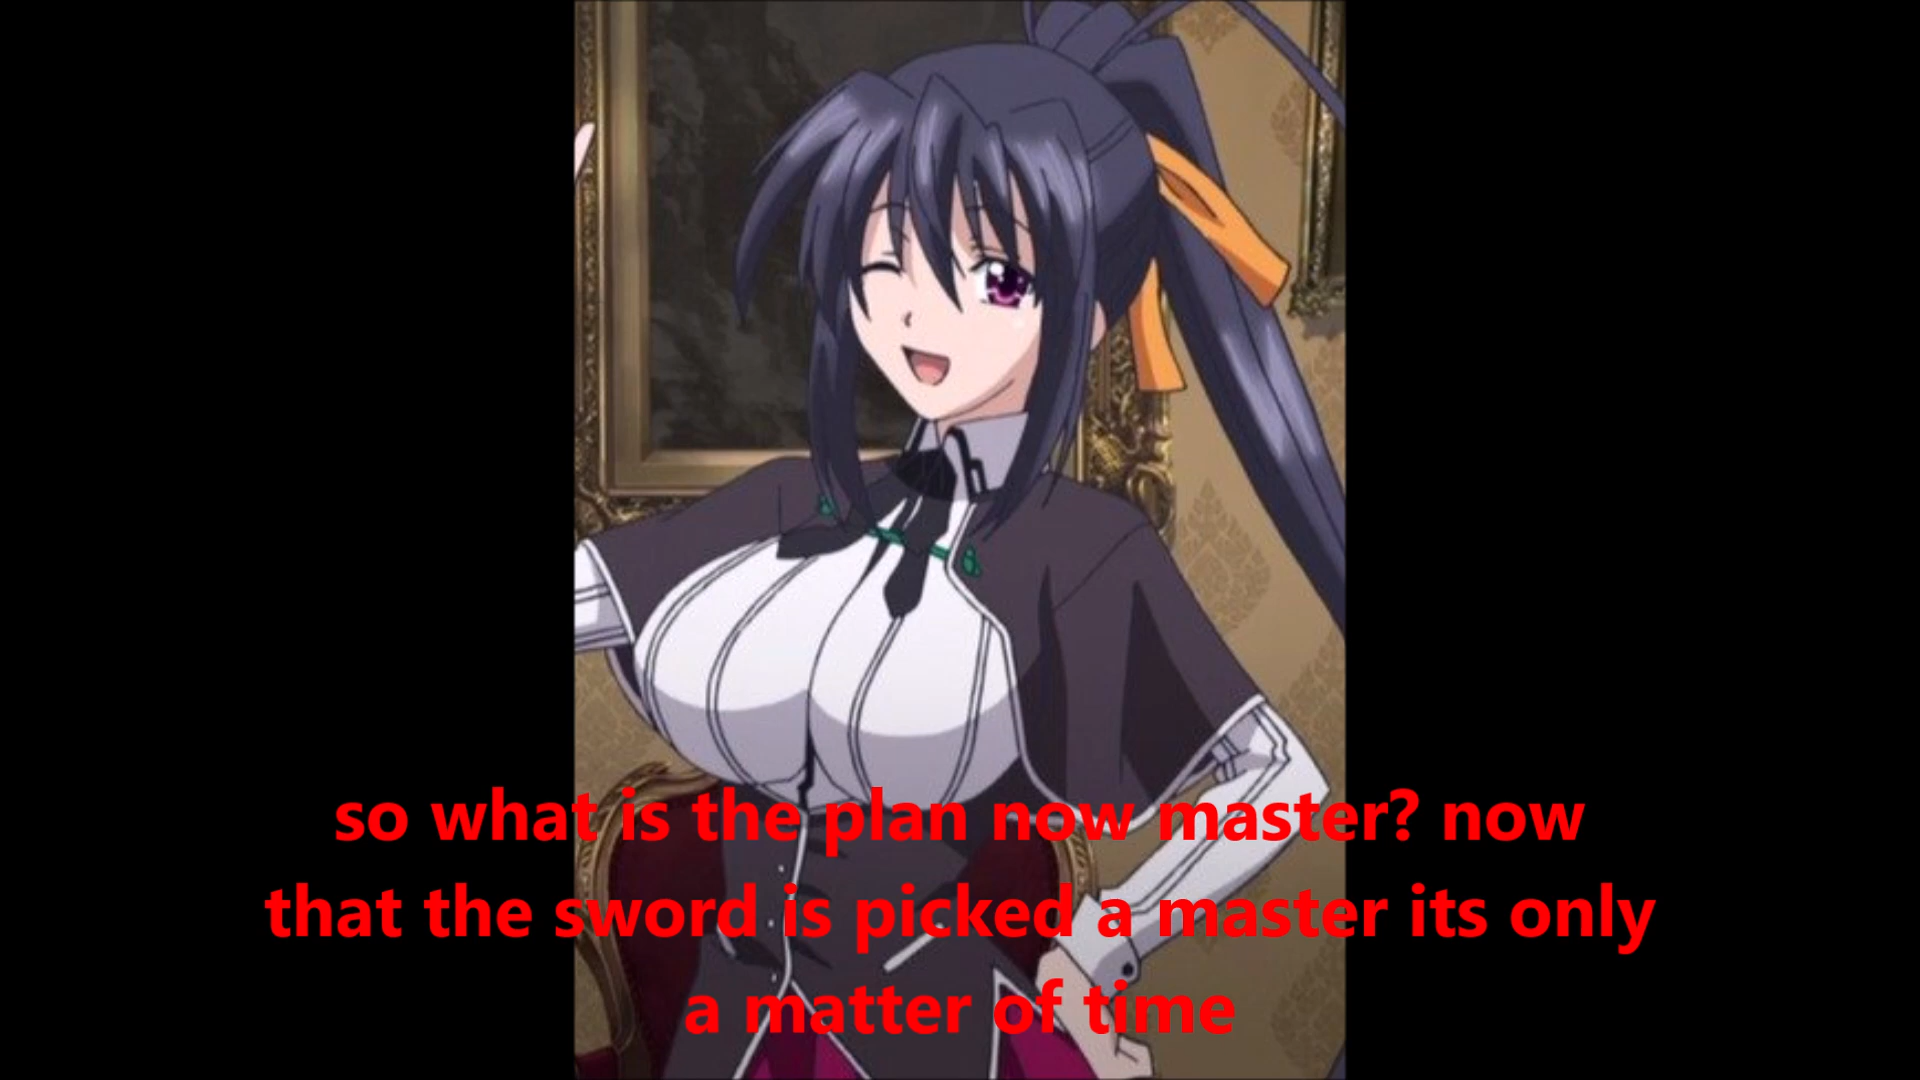 so what is the plan now master? now
that the sword is picked a master its only
a matter of time